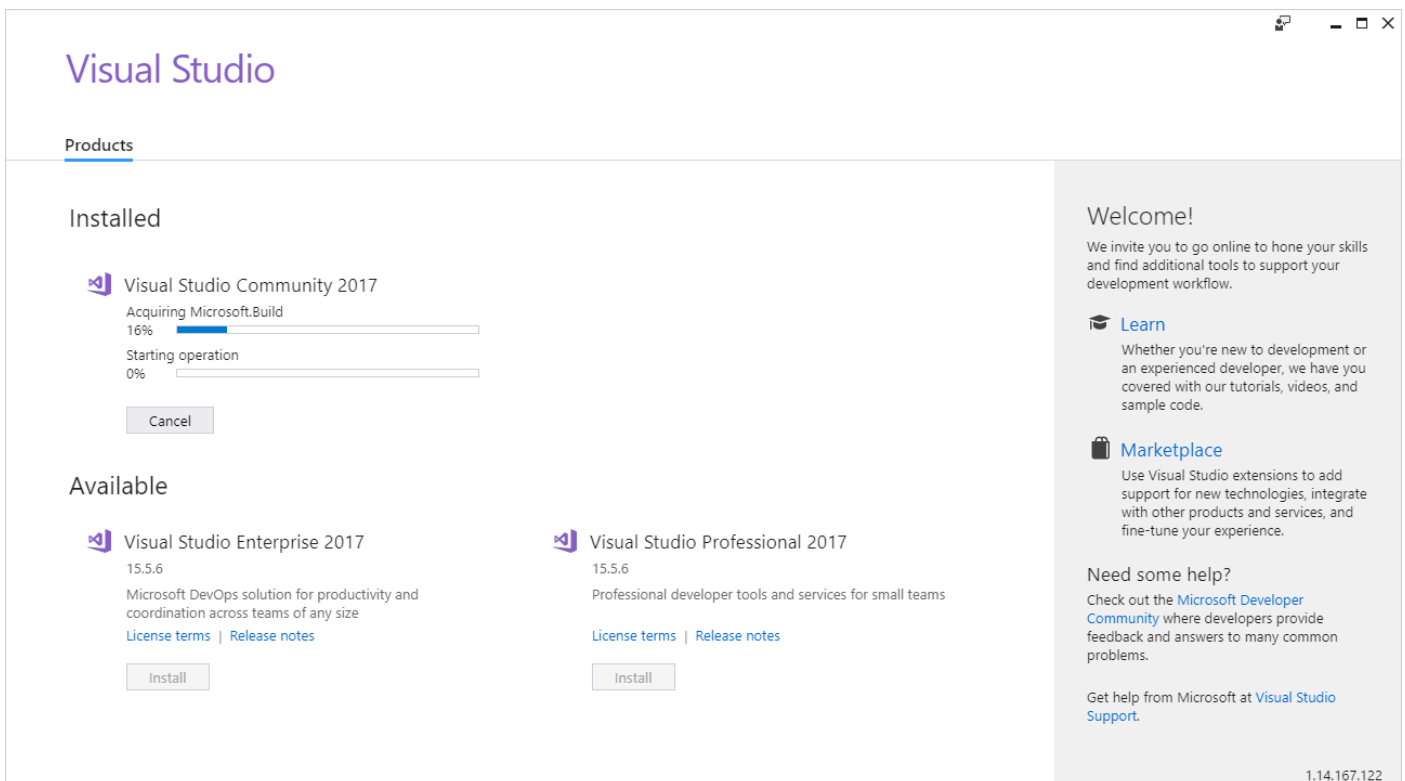 Visual Studio
Products
Installed
Visual Studio Community 2017
Acquiring Microsoft.Build
16%
Starting operation
0%
Cancel
Available
Visual Studio Enterprise 2017
15.5.6
Microsoft DevOps solution for productivity and
coordination across teams of any size
License terms | Release notes
Install
Visual Studio Professional 2017
15.5.6
Professional developer tools and services for small teams
License terms | Release notes
Install
Welcome!
We invite you to go online to hone your skills
and find additional tools to support your
development workflow.
Learn
Whether you're new to development or
an experienced developer, we have you
covered with our tutorials, videos, and
sample code.
Marketplace
Use Visual Studio extensions to add
support for new technologies, integrate
with other products and services, and
fine-tune your experience.
Need some help?
Check out the Microsoft Developer
Community where developers provide
feedback and answers to many common
problems.
Get help from Microsoft at Visual Studio
Support.
1.14.167.122